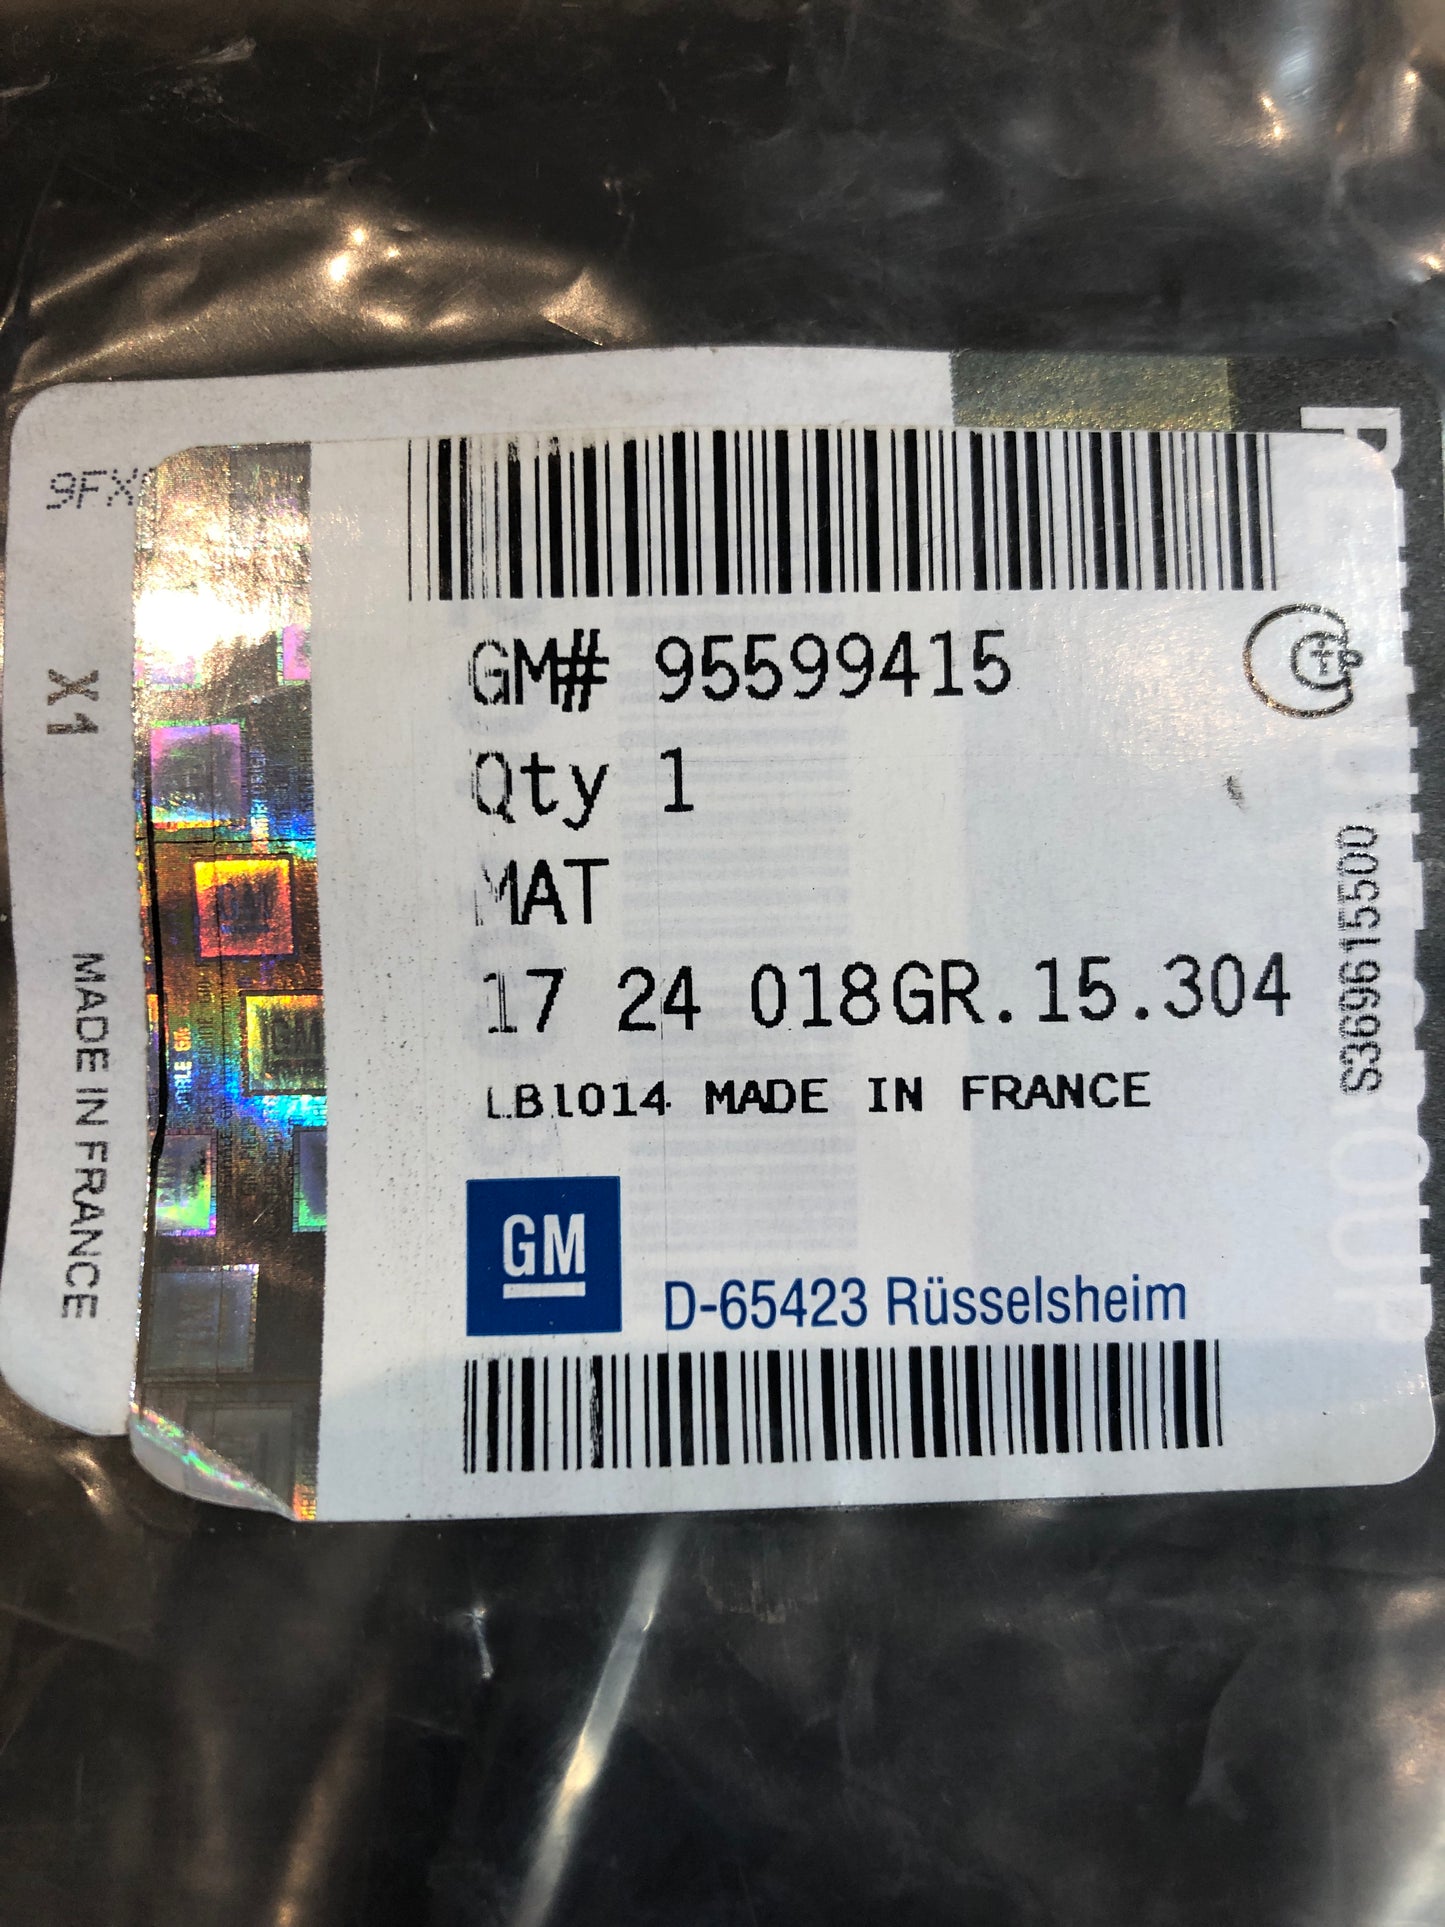 GM# 95599415
Qty 1
MAT
17 24 018GR.15.304
LB1014 MADE IN FRANCE
GM
D-65423 Rüsselsheim
9FX
X1
MADE IN FRANCE
S369615500